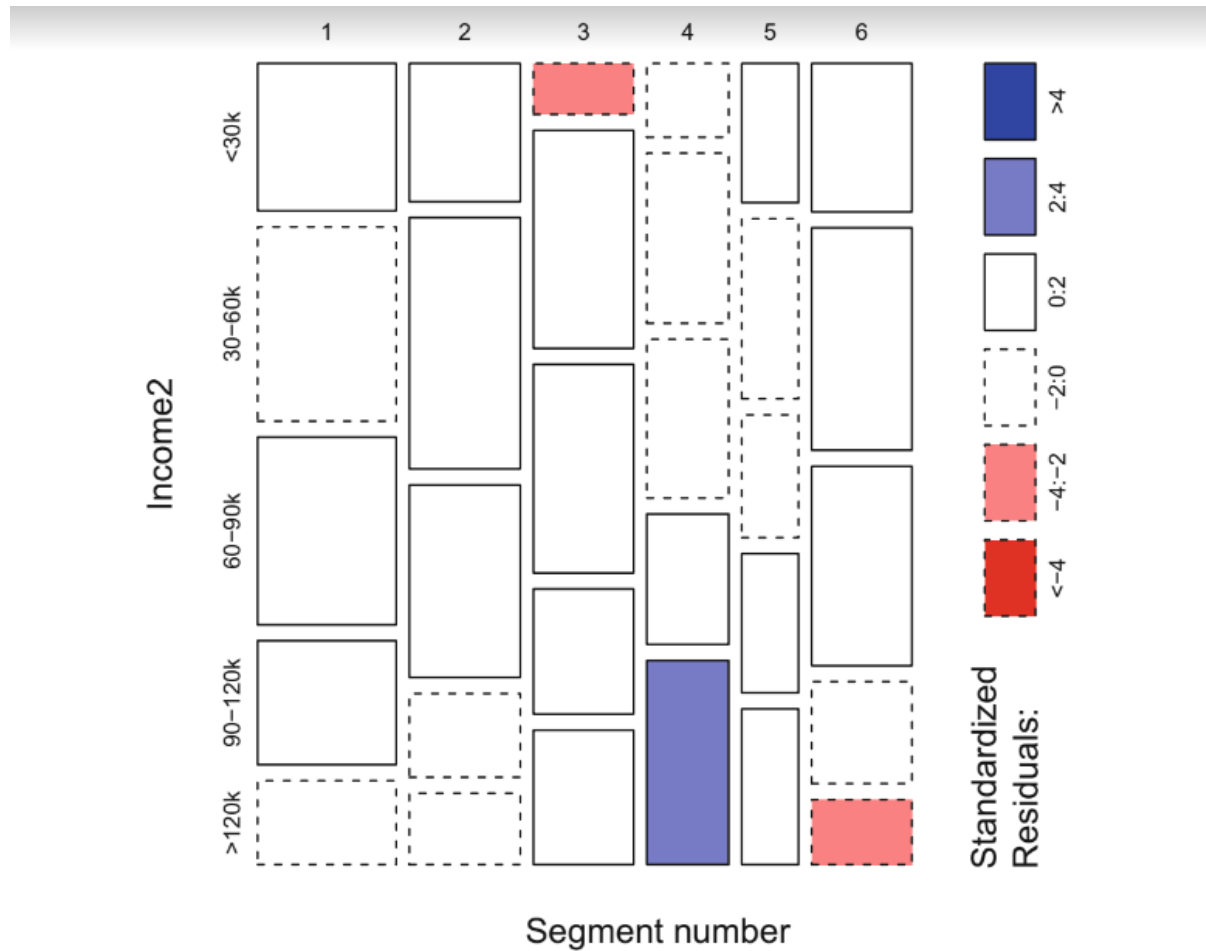 1 2 3 4 5 6
<30k
30−60k
60−90k
90−120k
>120k
Income2
Segment number
>4
2:4
0:2
−2:0
−4:−2
<−4
Standardized
Residuals: